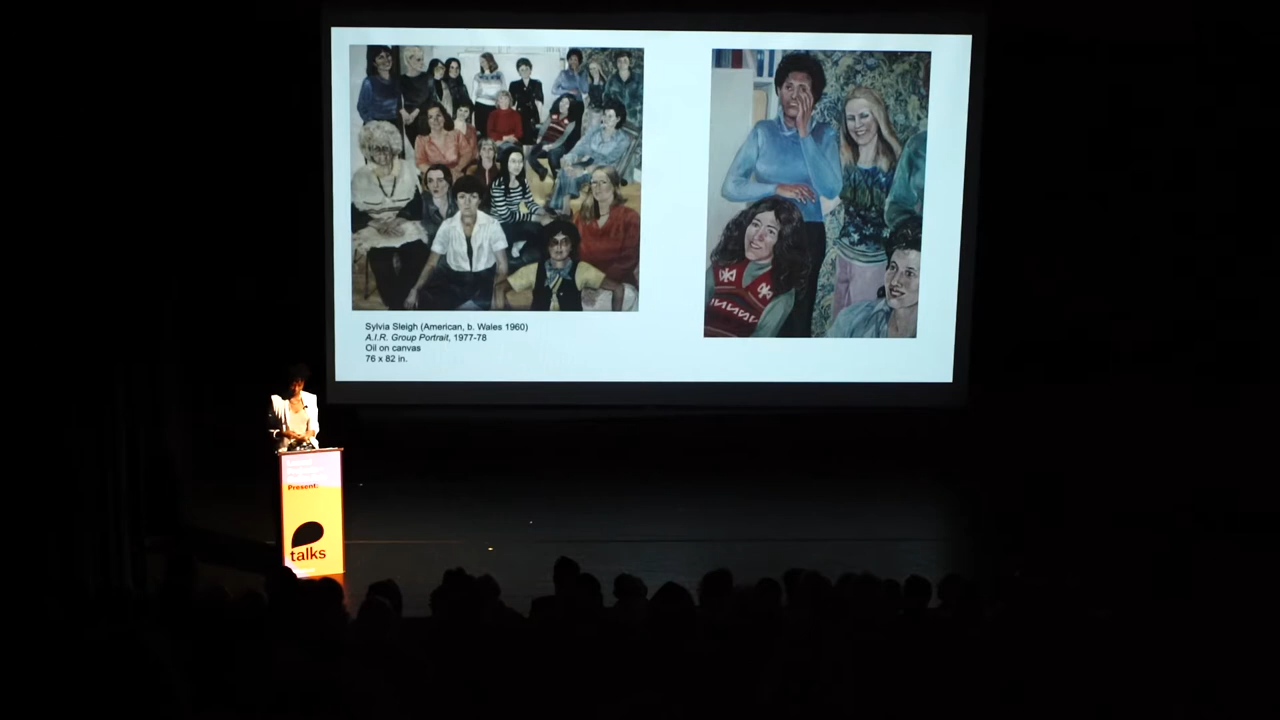 Sylvia Sleigh (American, b. Wales 1960)
A.I.R. Group Portrait, 1977-78
Oil on canvas
76 x 82 in.
Present.
talks